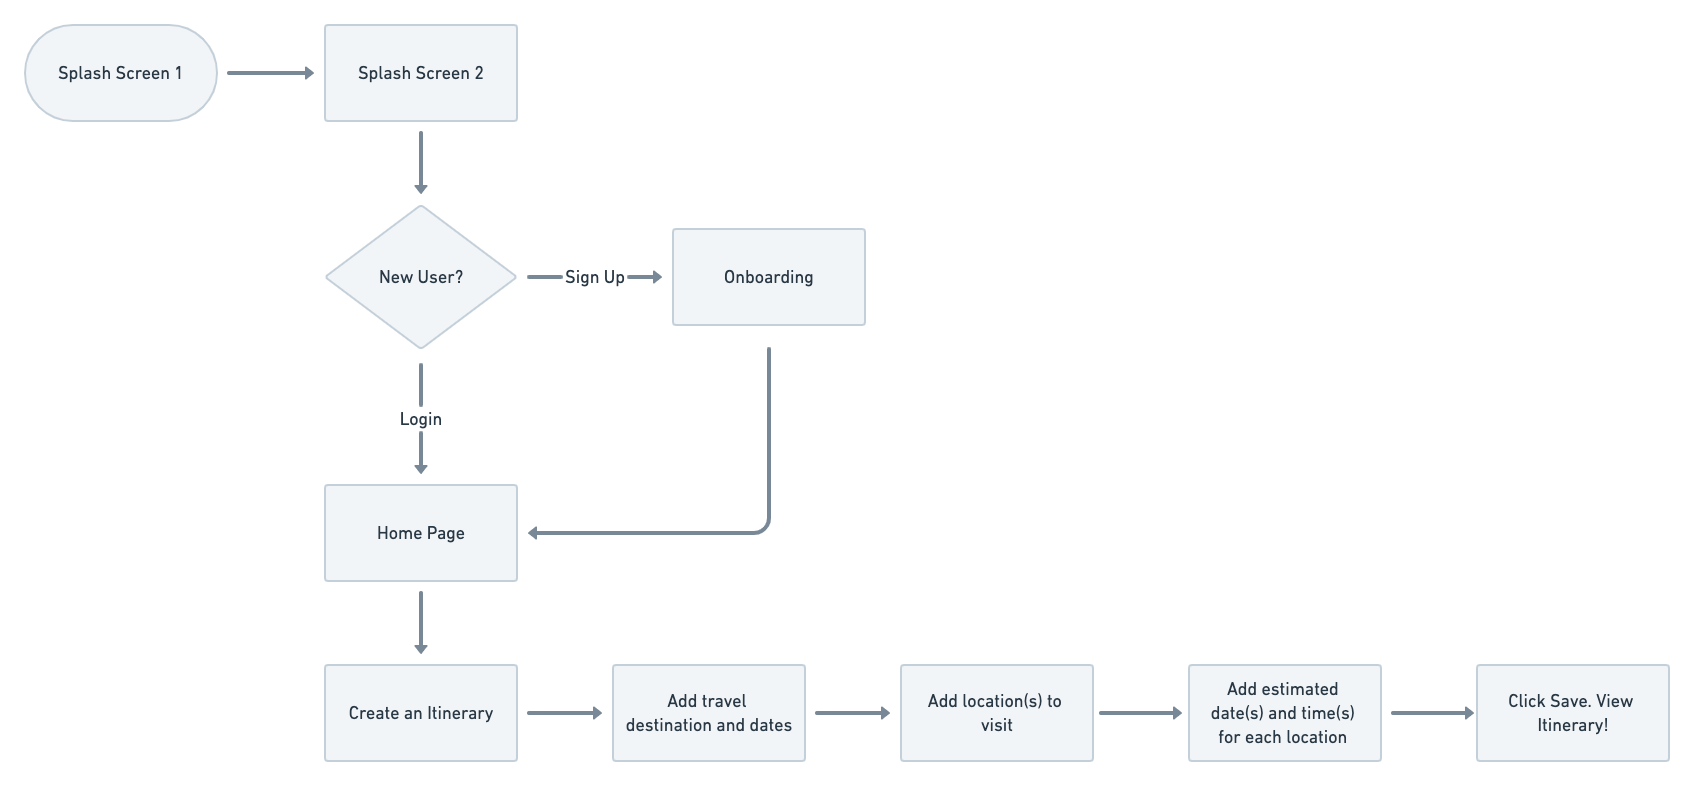 Splash Screen 1
Splash Screen 2
New User?
Sign Up
Onboarding
Login
Home Page
Create an Itinerary
Add travel
destination and dates
Add location(s) to
visit
Add estimated
date(s) and time(s)
for each location
Click Save. View
Itinerary!